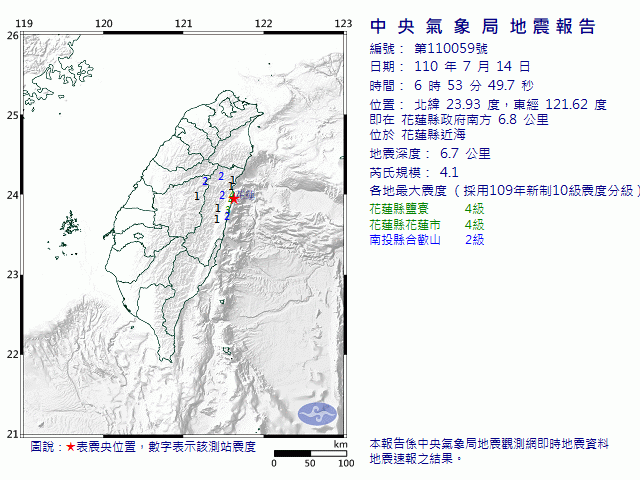 119 120 121 122 123
26
25
24
23
22
21
2
2
1
1
1
2
1
2
1
圖說：★表震央位置，數字表示該測站震度
km
0 50 100
中央氣象局地震報告
編號： 第110059號
日期： 110 年 7 月 14 日
時間： 6 時 53 分 49.7 秒
位置： 北緯 23.93 度，東經 121.62 度
即在 花蓮縣政府南方 6.8 公里
位於 花蓮縣近海
地震深度： 6.7 公里
芮氏規模： 4.1
各地最大震度（採用109年新制10級震度分級）
花蓮縣鹽寮 4級
花蓮縣花蓮市 4級
南投縣合歡山 2級
本報告係中央氣象局地震觀測網即時地震資料
地震速報之結果。